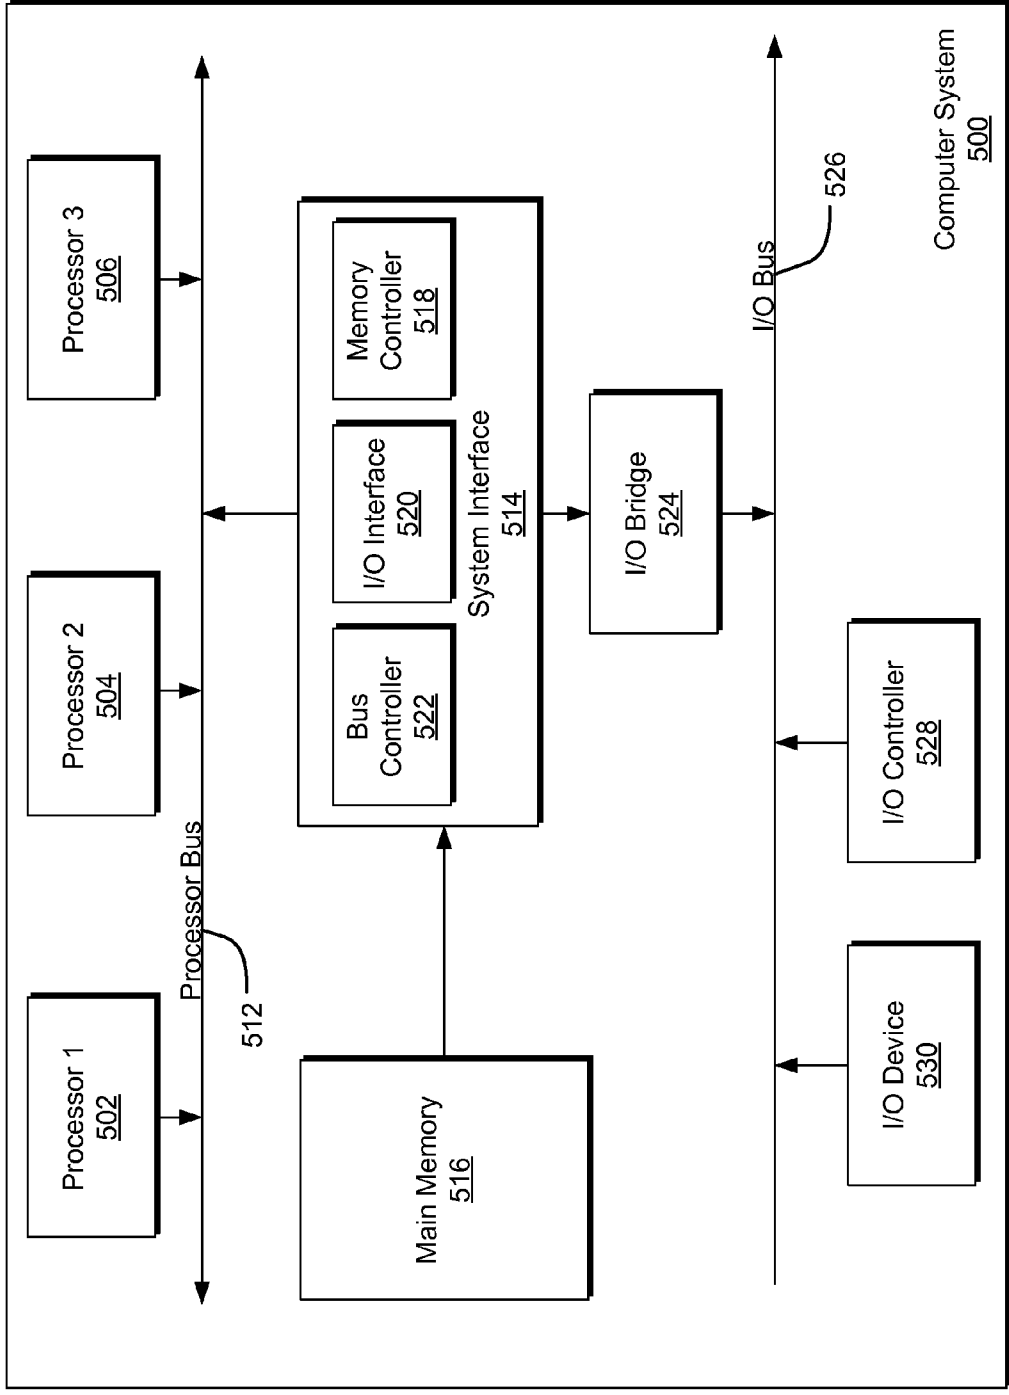 Processor 1
502
Processor 2
504
Processor 3
506
Processor Bus
512
Main Memory
516
Bus
Controller
522
I/O Interface
520
Memory
Controller
518
System Interface
514
I/O Bridge
524
I/O Bus
526
I/O Device
530
I/O Controller
528
Computer System
500